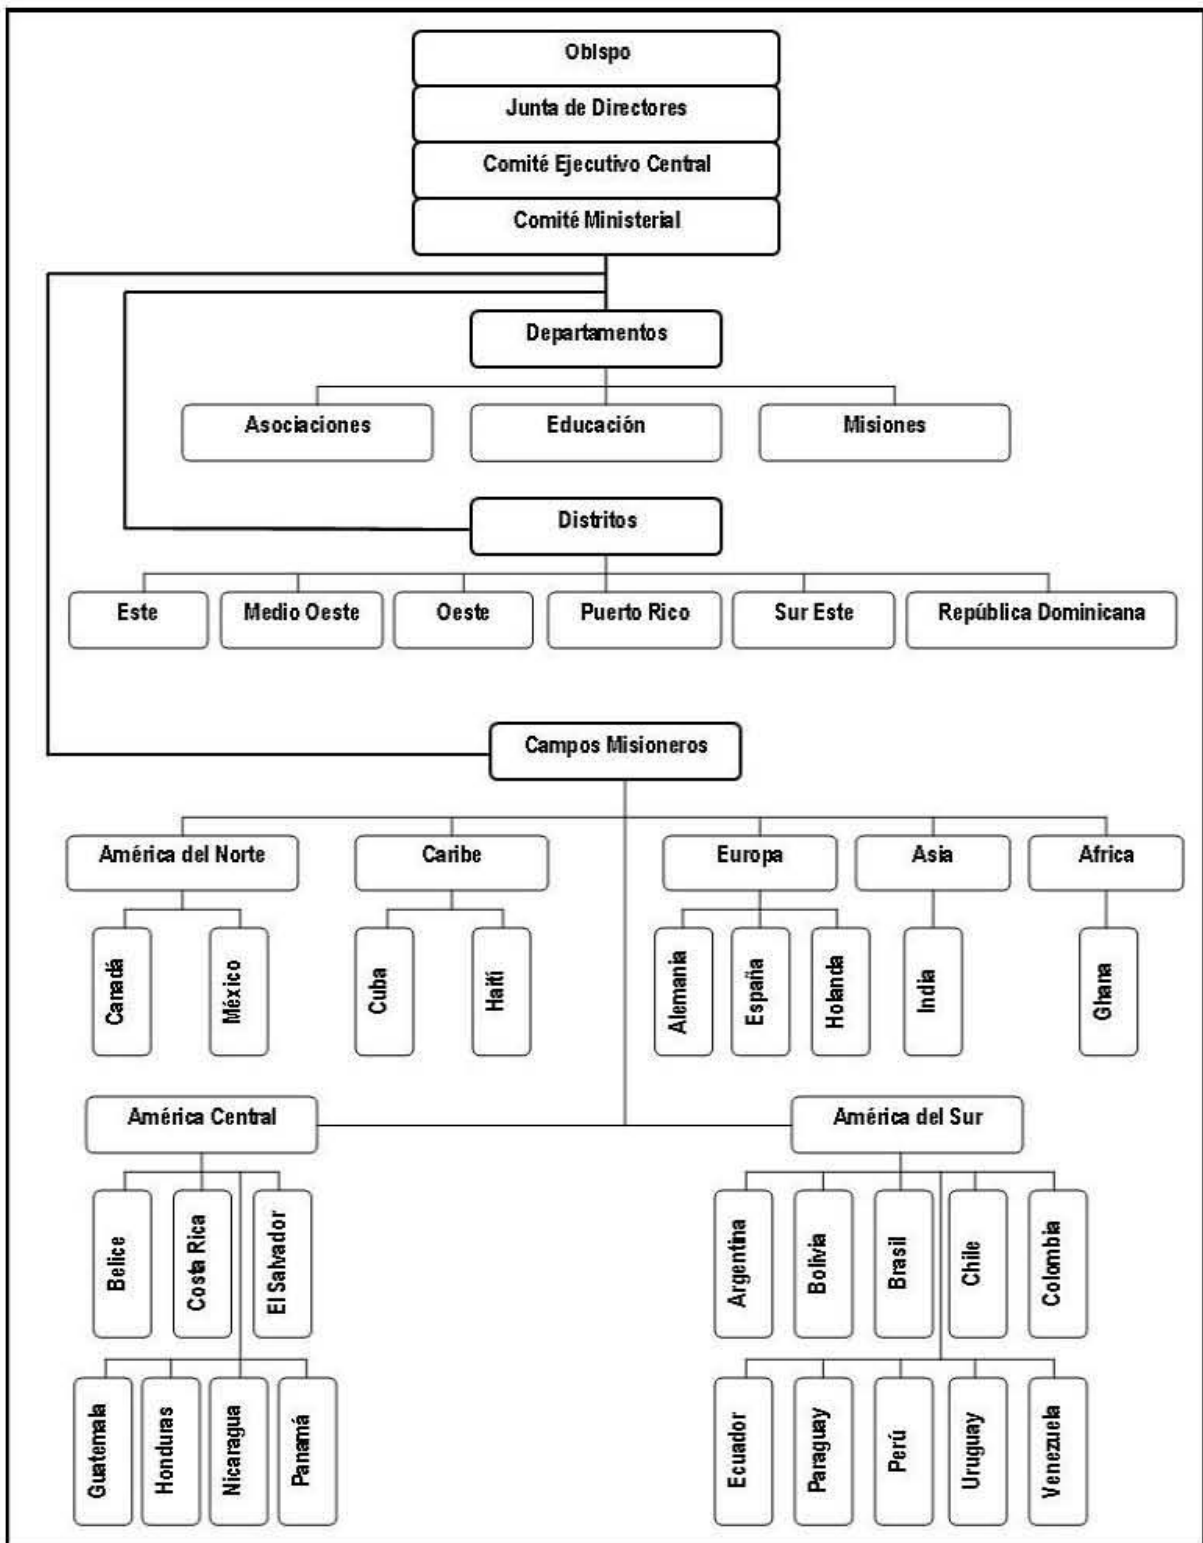 Obispo
Junta de Directores
Comité Ejecutivo Central
Comité Ministerial
Departamentos
Asociaciones
Educación
Misiones
Distritos
Este
Medio Oeste
Oeste
Puerto Rico
Sur Este
República Dominicana
Campos Misioneros
América del Norte
Caribe
Europa
Asia
Africa
Canadá
México
Cuba
Haití
Alemania
España
Holanda
India
Ghana
América Central
América del Sur
Belice
Costa Rica
El Salvador
Argentina
Bolivia
Brasil
Chile
Colombia
Guatemala
Honduras
Nicaragua
Panamá
Ecuador
Paraguay
Perú
Uruguay
Venezuela